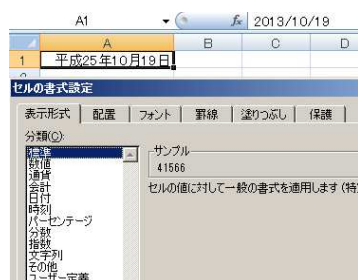 A1 fx 2013/10/19
A B C D
1 平成25年10月19日
セルの書式設定
表示形式 配置 フォント 罫線 塗りつぶし 保護
分類(C):
標準
数値
通貨
会計
日付
時刻
パーセンテージ
分数
指数
文字列
その他
ユーザー定義
サンプル
41566
セルの値に対して一般の書式を適用します (特